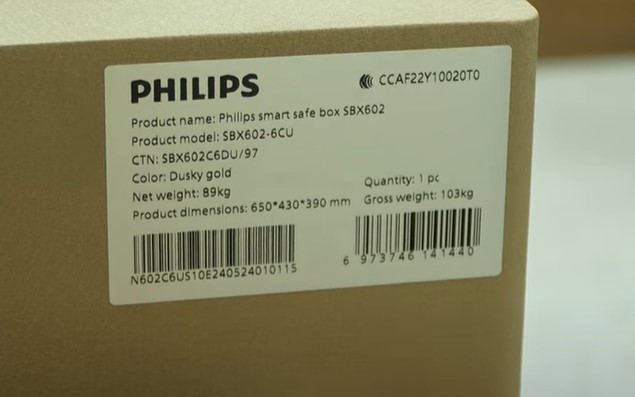 PHILIPS
CCAF22Y10020T0
Product name: Philips smart safe box SBX602
Product model: SBX602-6CU
CTN: SBX602C6DU/97
Color: Dusky gold
Net weight: 89kg
Quantity: 1 pc
Product dimensions: 650*430*390 mm
Gross weight: 103kg
N602C6US10E240524010115
6 973746 141440